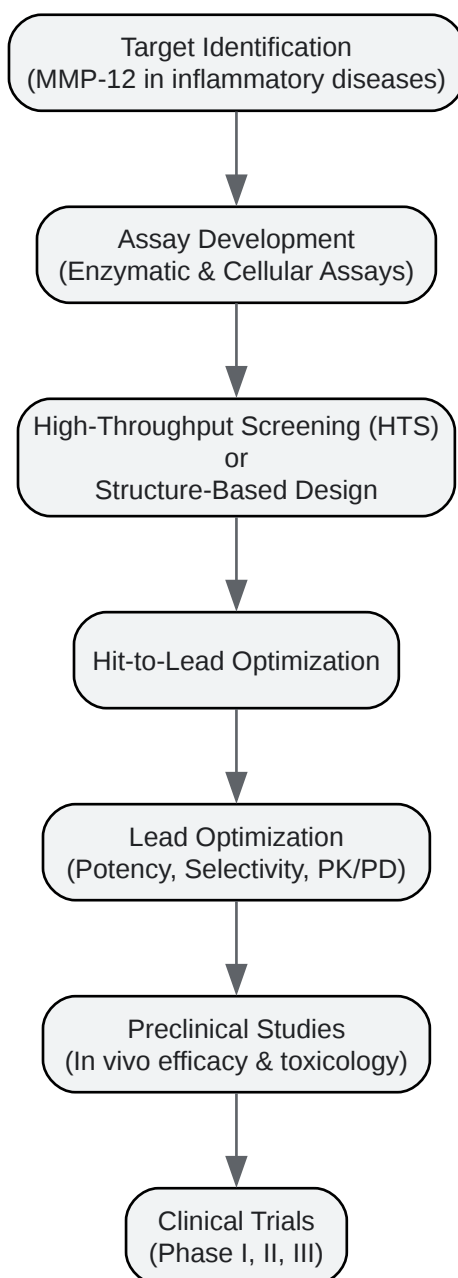 Target Identification
(MMP-12 in inflammatory diseases)
Assay Development
(Enzymatic & Cellular Assays)
High-Throughput Screening (HTS)
or
Structure-Based Design
Hit-to-Lead Optimization
Lead Optimization
(Potency, Selectivity, PK/PD)
Preclinical Studies
(In vivo efficacy & toxicology)
Clinical Trials
(Phase I, II, III)